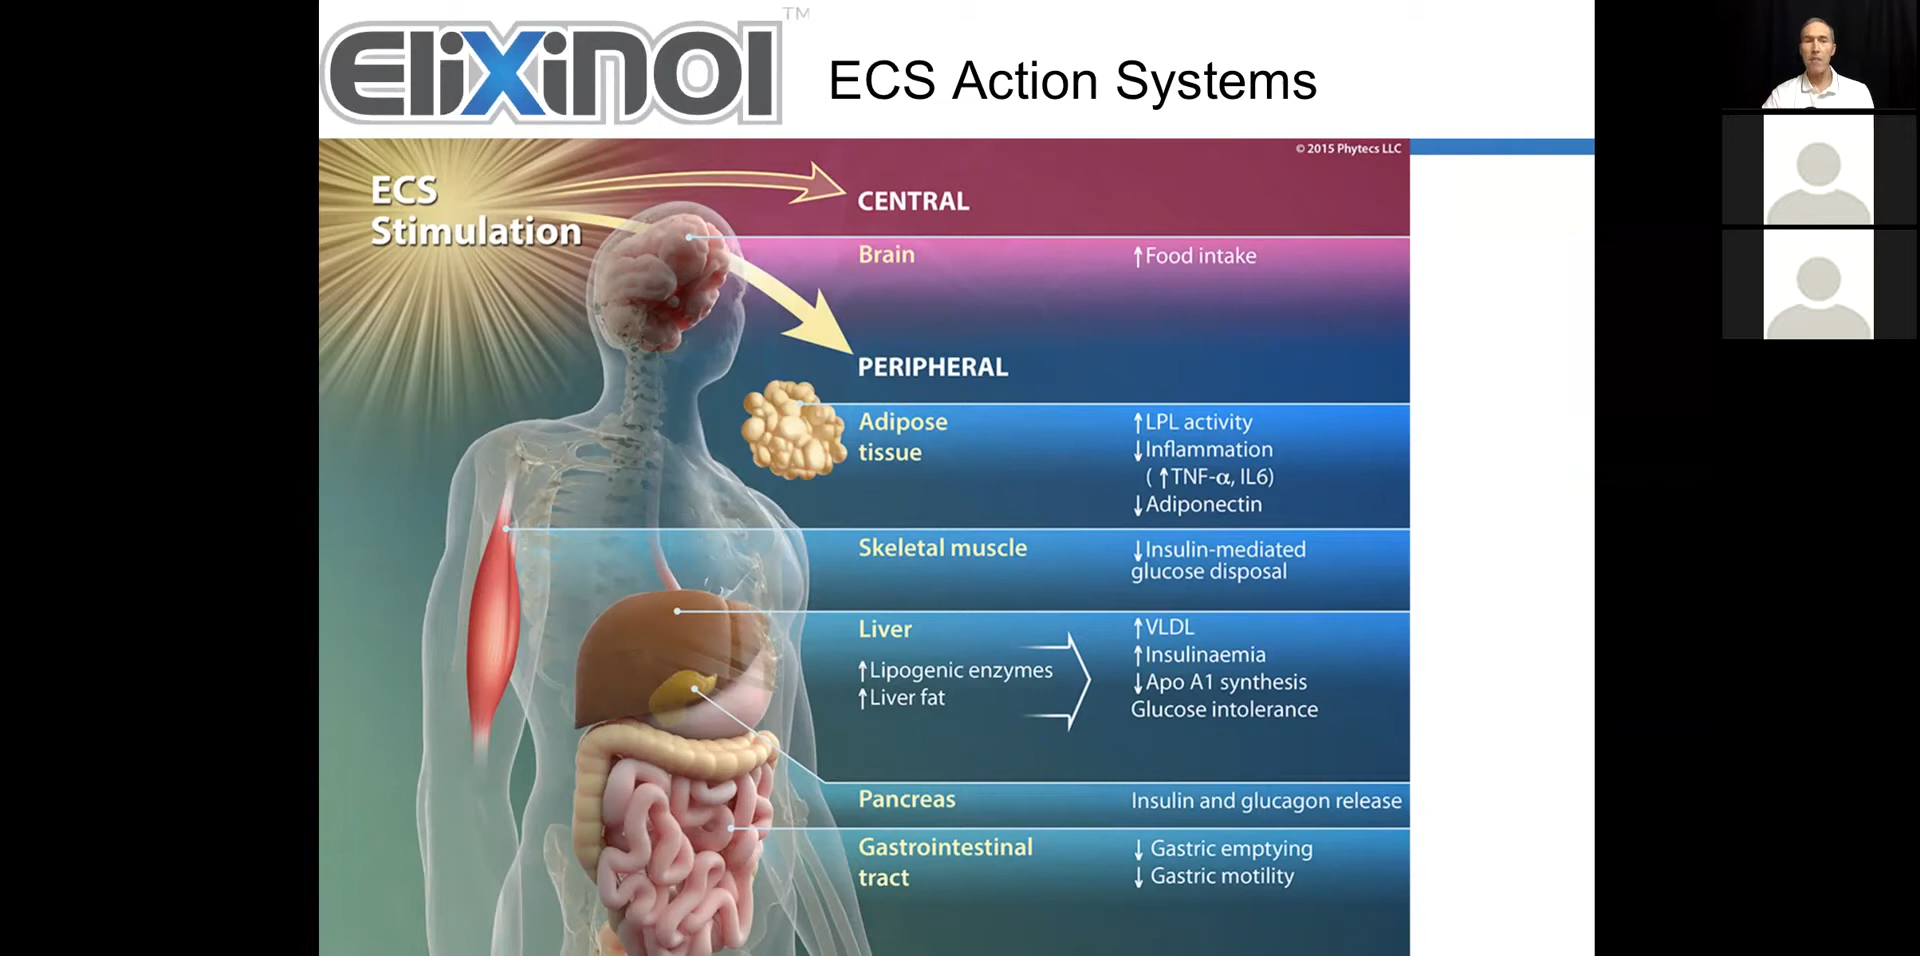 EliXinol
TM
ECS Action Systems
© 2015 Phytecs LLC
ECS
Stimulation
CENTRAL
Brain
↑Food intake
PERIPHERAL
Adipose
tissue
↑LPL activity
↓Inflammation
(↑TNF-α, IL6)
↓Adiponectin
Skeletal muscle
↓Insulin-mediated
glucose disposal
Liver
↑Lipogenic enzymes
↑Liver fat
↑VLDL
↑Insulinaemia
↓Apo A1 synthesis
Glucose intolerance
Pancreas
Insulin and glucagon release
Gastrointestinal
tract
↓ Gastric emptying
↓ Gastric motility